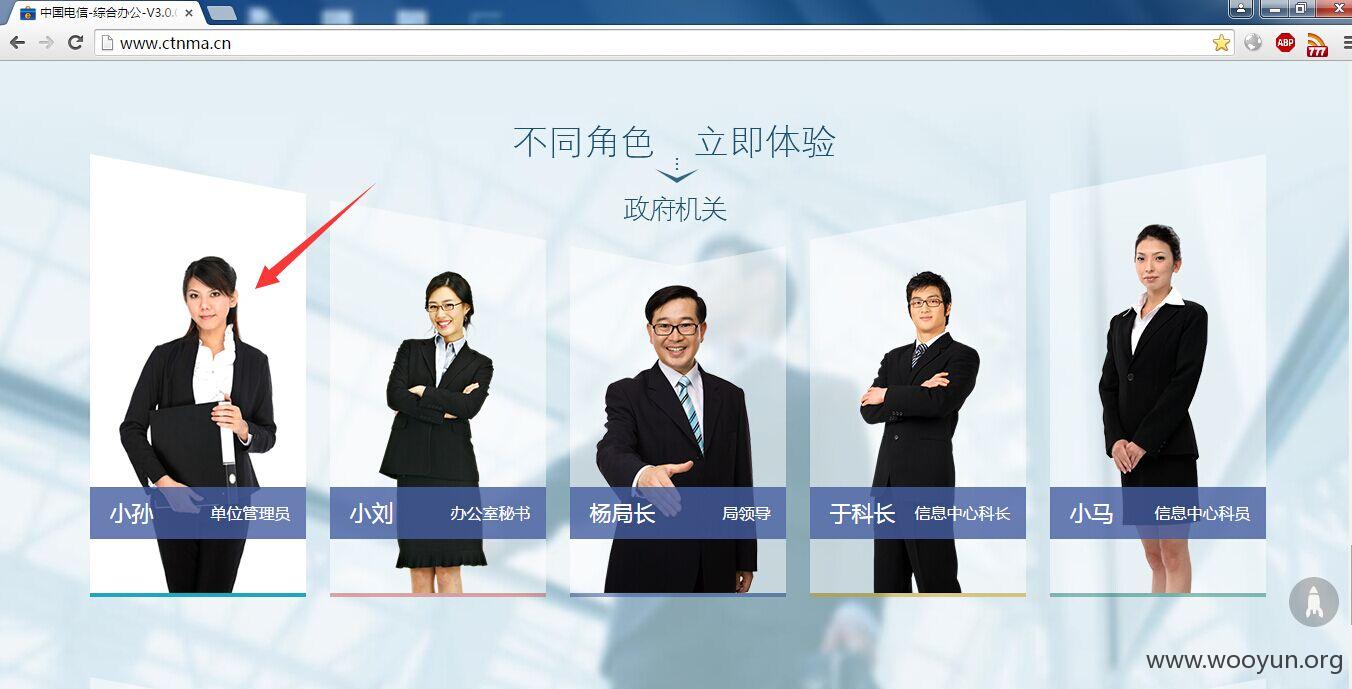 中国电信-综合办公-V3.0.
www.ctnma.cn
ABP
777
不同角色 立即体验
政府机关
小孙 单位管理员
小刘 办公室秘书
杨局长 局领导
于科长 信息中心科长
小马 信息中心科员
www.wooyun.org